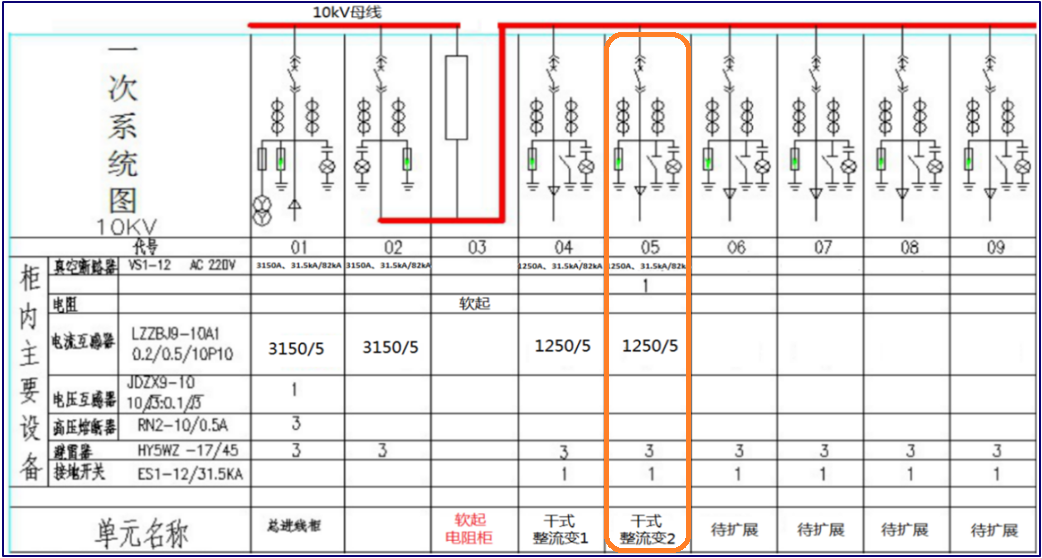 10kV母线
一
次
系
统
图
10KV
代号 01 02 03 04 05 06 07 08 09
柜
内
主
要
设
备
真空断路器 VS1-12 AC 220V 3150A、31.5kA/82kA 3150A、31.5kA/82kA 1250A、31.5kA/82kA 1250A、31.5kA/82kA
1
电阻 软起
电流互感器 LZZBJ9-10A1
0.2/0.5/10P10 3150/5 3150/5 1250/5 1250/5
电压互感器 JDZX9-10
10/√3:0.1/√3 1
高压熔断器 RN2-10/0.5A 3
避雷器 HY5WZ -17/45 3 3 3 3 3 3 3 3
接地开关 ES1-12/31.5KA 1 1 1 1 1 1
单元名称 总进线柜
软起
电阻柜
干式
整流变1
干式
整流变2
待扩展 待扩展 待扩展 待扩展